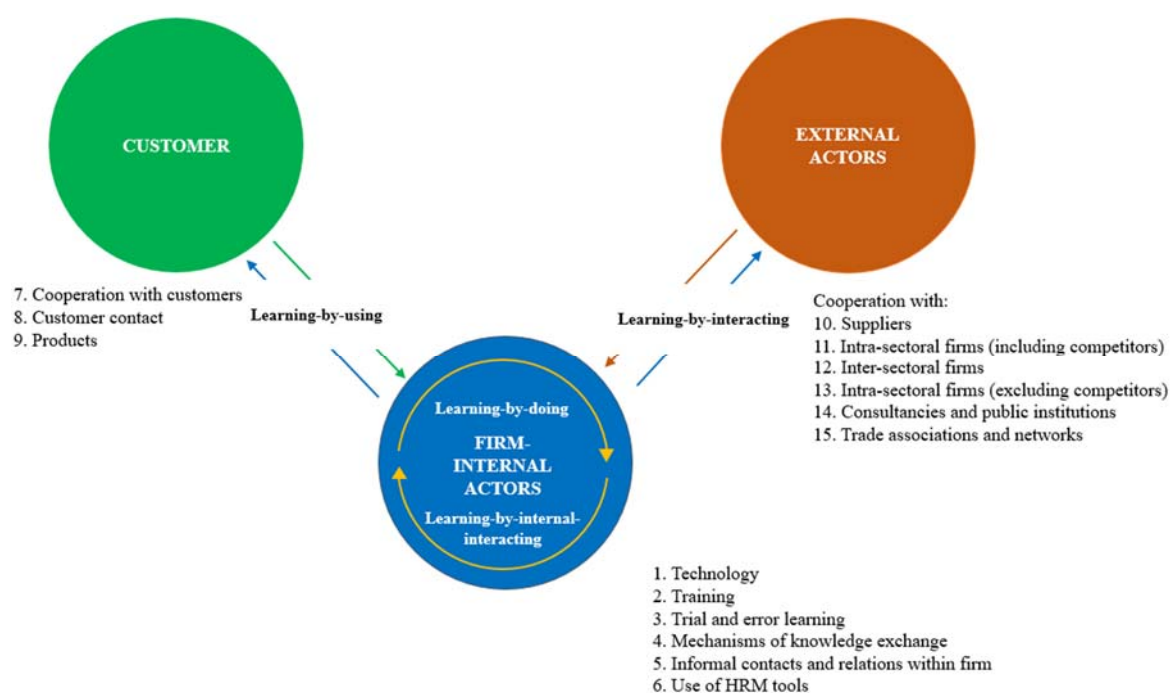 CUSTOMER
EXTERNAL
ACTORS
7. Cooperation with customers
8. Customer contact
9. Products
Learning-by-using
Learning-by-interacting
Cooperation with:
10. Suppliers
11. Intra-sectoral firms (including competitors)
12. Inter-sectoral firms
13. Intra-sectoral firms (excluding competitors)
14. Consultancies and public institutions
15. Trade associations and networks
Learning-by-doing
FIRM-
INTERNAL
ACTORS
Learning-by-internal-
interacting
1. Technology
2. Training
3. Trial and error learning
4. Mechanisms of knowledge exchange
5. Informal contacts and relations within firm
6. Use of HRM tools